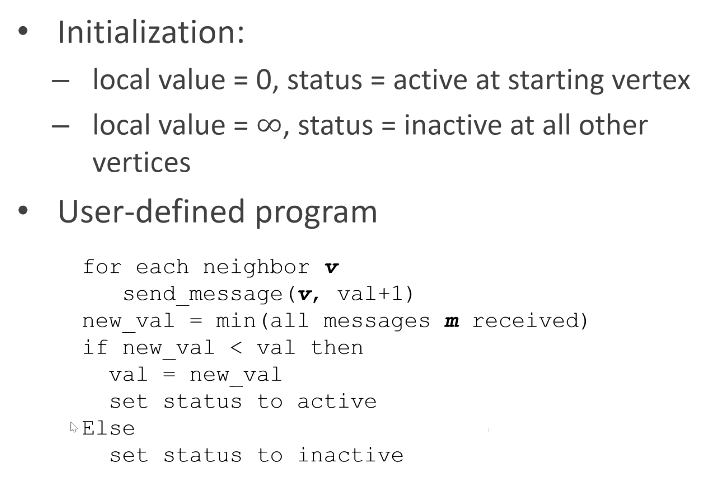 • Initialization:
– local value = 0, status = active at starting vertex
– local value = ∞, status = inactive at all other
vertices
• User-defined program
for each neighbor v
send_message(v, val+1)
new_val = min(all messages m received)
if new_val < val then
val = new_val
set status to active
Else
set status to inactive